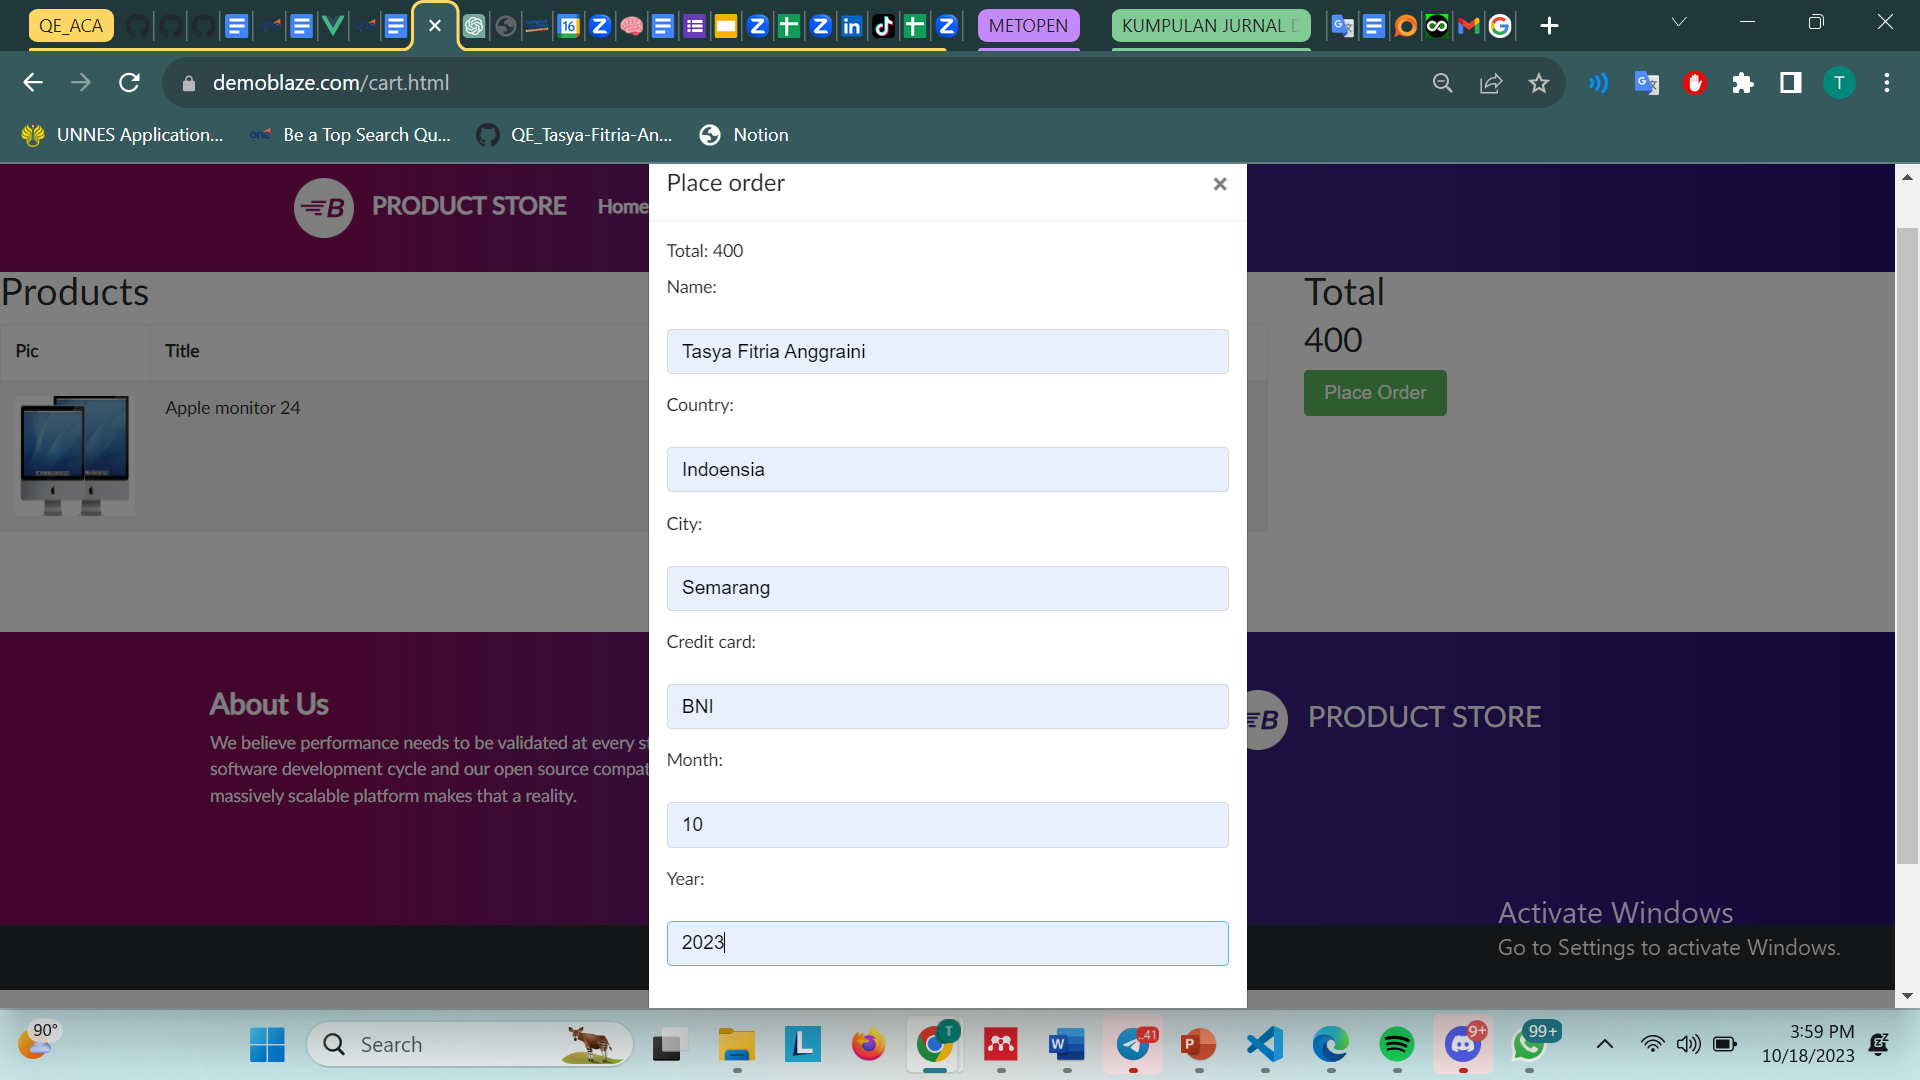 QE_ACA
METOPEN
KUMPULAN JURNAL
demoblaze.com/cart.html
T
UNNES Application...
Be a Top Search Qu...
QE_Tasya-Fitria-An...
Notion
PRODUCT STORE
Home
Place order
×
Total: 400
Name:
Tasya Fitria Anggraini
Country:
Indoensia
City:
Semarang
Credit card:
BNI
Month:
10
Year:
2023
Products
Pic
Title
Apple monitor 24
Total
400
Place Order
About Us
We believe performance needs to be validated at every st
software development cycle and our open source compat
massively scalable platform makes that a reality.
PRODUCT STORE
Activate Windows
Go to Settings to activate Windows.
90°
Search
T
41
9+
99+
3:59 PM
10/18/2023